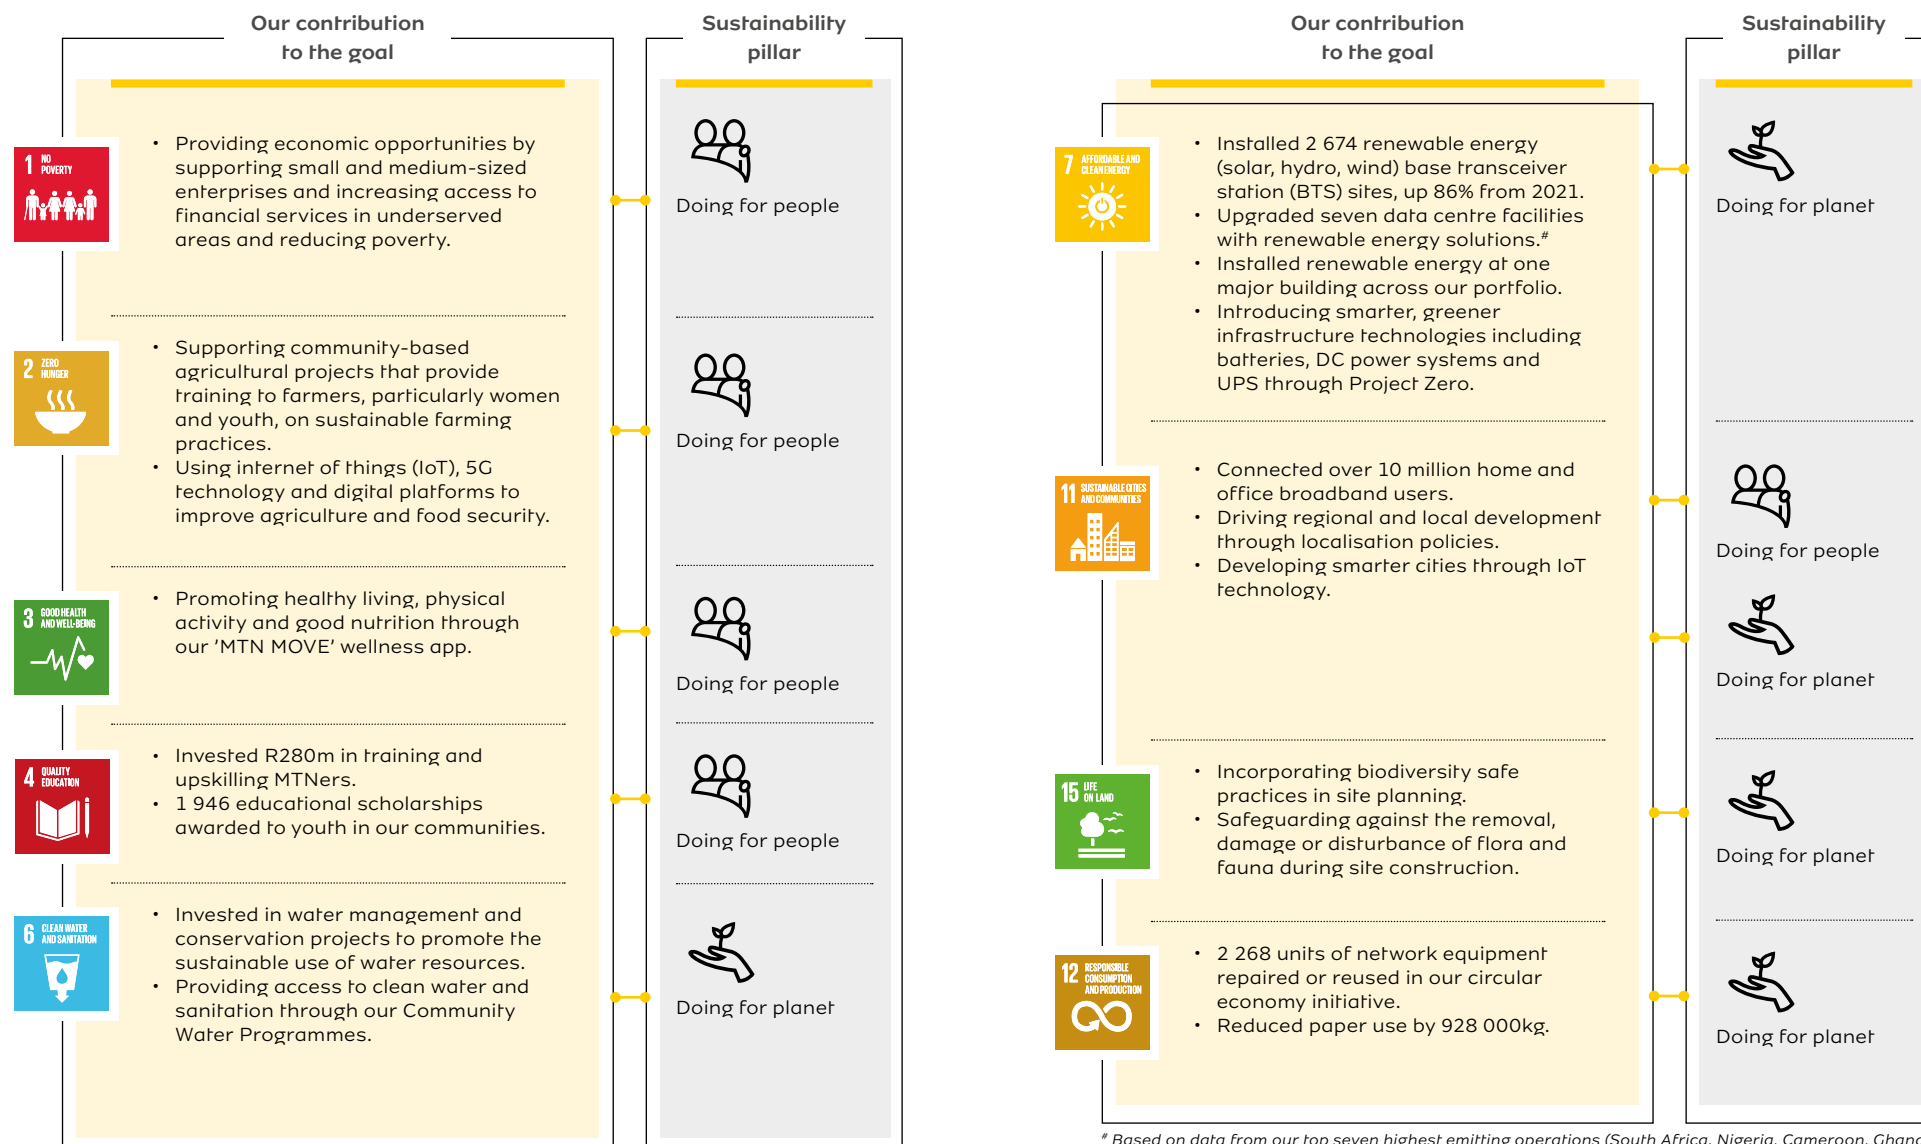 Our contribution
to the goal
Sustainability
pillar
1 NO
POVERTY
• Providing economic opportunities by
supporting small and medium-sized
enterprises and increasing access to
financial services in underserved
areas and reducing poverty.
Doing for people
2 ZERO
HUNGER
• Supporting community-based
agricultural projects that provide
training to farmers, particularly women
and youth, on sustainable farming
practices.
• Using internet of things (IoT), 5G
technology and digital platforms to
improve agriculture and food security.
Doing for people
3 GOOD HEALTH
AND WELL-BEING
• Promoting healthy living, physical
activity and good nutrition through
our 'MTN MOVE' wellness app.
Doing for people
4 QUALITY
EDUCATION
• Invested R280m in training and
upskilling MTNers.
• 1 946 educational scholarships
awarded to youth in our communities.
Doing for people
6 CLEAN WATER
AND SANITATION
• Invested in water management and
conservation projects to promote the
sustainable use of water resources.
• Providing access to clean water and
sanitation through our Community
Water Programmes.
Doing for planet
Our contribution
to the goal
Sustainability
pillar
7 AFFORDABLE AND
CLEAN ENERGY
• Installed 2 674 renewable energy
(solar, hydro, wind) base transceiver
station (BTS) sites, up 86% from 2021.
• Upgraded seven data centre facilities
with renewable energy solutions.#
• Installed renewable energy at one
major building across our portfolio.
• Introducing smarter, greener
infrastructure technologies including
batteries, DC power systems and
UPS through Project Zero.
Doing for planet
11 SUSTAINABLE CITIES
AND COMMUNITIES
• Connected over 10 million home and
office broadband users.
• Driving regional and local development
through localisation policies.
• Developing smarter cities through IoT
technology.
Doing for people
Doing for planet
15 LIFE
ON LAND
• Incorporating biodiversity safe
practices in site planning.
• Safeguarding against the removal,
damage or disturbance of flora and
fauna during site construction.
Doing for planet
12 RESPONSIBLE
CONSUMPTION
AND PRODUCTION
• 2 268 units of network equipment
repaired or reused in our circular
economy initiative.
• Reduced paper use by 928 000kg.
Doing for planet
# Based on data from our top seven highest emitting operations (South Africa, Nigeria, Cameroon, Ghana